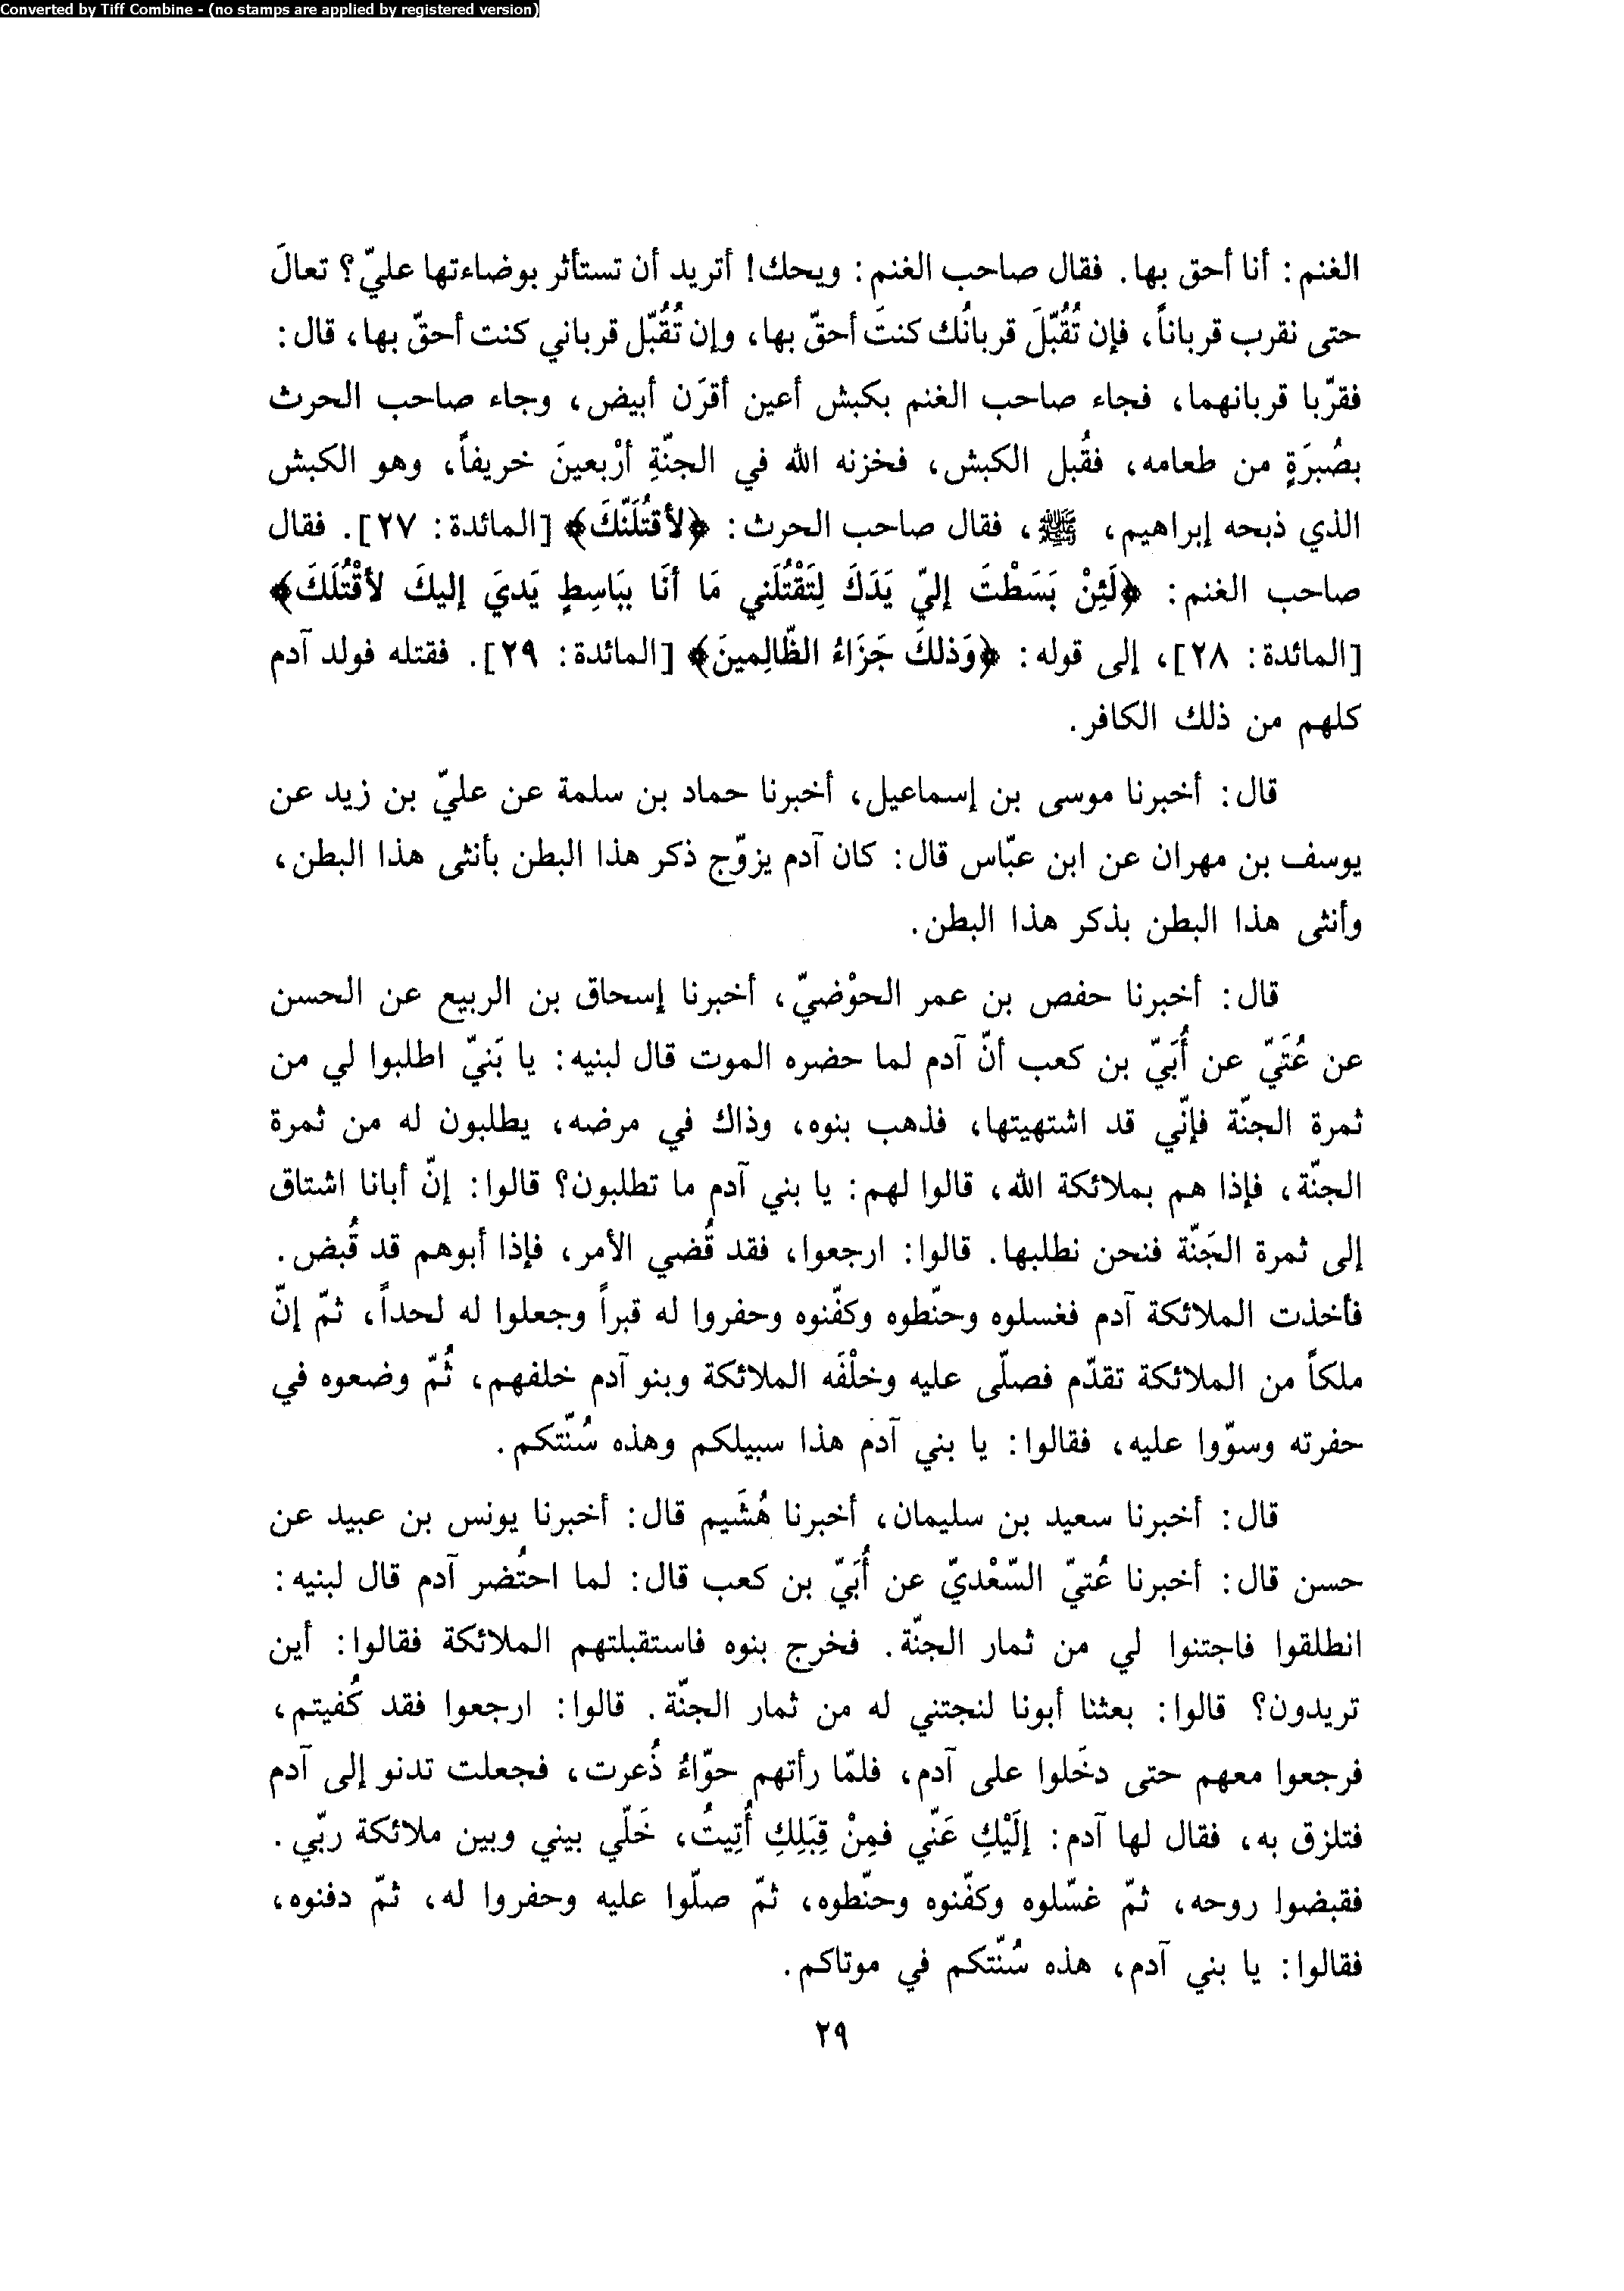 Converted by Tiff Combine - (no stamps are applied by registered version)
الغنم: أنا أحق بها. فقال صاحب الغنم: ويحك! أتريد أن تستأثر بوضاءتها عليّ؟ تعالَ
حتى نقرب قرباناً، فإن تُقُبّلَ قربانُك كنتَ أحقّ بها، وإن تُقُبّل قرباني كنت أحقّ بها، قال:
فقرّبا قربانهما، فجاء صاحب الغنم بكبش أعين أقرَن أبيض، وجاء صاحب الحرث
بصُبرَةٍ من طعامه، فقُبل الكبش، فخزنه الله في الجنّةِ أرْبعينَ خريفاً، وهو الكبش
الذي ذبحه إبراهيم، ﷺ، فقال صاحب الحرث: ﴿لأقتُلَنّكَ﴾ [المائدة: ٢٧]. فقال
صاحب الغنم: ﴿لَئِنْ بَسَطْتَ إليّ يَدَكَ لِتَقْتُلَني مَا أنَا بِبَاسِطٍ يَديَ إليكَ لأقْتُلَكَ﴾
[المائدة: ٢٨]، إلى قوله: ﴿وَذلكَ جَزَاءُ الظّالِمينَ﴾ [المائدة: ٢٩]. فقتله فولد آدم
كلهم من ذلك الكافر.
قال: أخبرنا موسى بن إسماعيل، أخبرنا حماد بن سلمة عن عليّ بن زيد عن
يوسف بن مهران عن ابن عبّاس قال: كان آدم يزوّج ذكر هذا البطن بأنثى هذا البطن،
وأنثى هذا البطن بذكر هذا البطن.
قال: أخبرنا حفص بن عمر الحوْضيّ، أخبرنا إسحاق بن الربيع عن الحسن
عن عُتَيّ عن أُبَيّ بن كعب أنّ آدم لما حضره الموت قال لبنيه: يا بَنيّ اطلبوا لي من
ثمرة الجنّة فإنّي قد اشتهيتها، فذهب بنوه، وذاك في مرضه، يطلبون له من ثمرة
الجنّة، فإذا هم بملائكة الله، قالوا لهم: يا بني آدم ما تطلبون؟ قالوا: إنّ أبانا اشتاق
إلى ثمرة الجَنّة فنحن نطلبها. قالوا: ارجعوا، فقد قُضي الأمر، فإذا أبوهم قد قُبض.
فأخذت الملائكة آدم فغسلوه وحنّطوه وكفّنوه وحفروا له قبراً وجعلوا له لحداً، ثمّ إنّ
ملكاً من الملائكة تقدّم فصلّى عليه وخلْفَه الملائكة وبنو آدم خلفهم، ثُمّ وضعوه في
حفرته وسوّوا عليه، فقالوا: يا بني آدم هذا سبيلكم وهذه سُنّتكم.
قال: أخبرنا سعيد بن سليمان، أخبرنا هُشَيم قال: أخبرنا يونس بن عبيد عن
حسن قال: أخبرنا عُتيّ السّعْديّ عن أُبَيّ بن كعب قال: لما احتُضر آدم قال لبنيه:
انطلقوا فاجتنوا لي من ثمار الجنّة. فخرج بنوه فاستقبلتهم الملائكة فقالوا: أين
تريدون؟ قالوا: بعثنا أبونا لنجتني له من ثمار الجنّة. قالوا: ارجعوا فقد كُفيتم،
فرجعوا معهم حتى دخَلوا على آدم، فلمّا رأتهم حوّاءُ ذُعرت، فجعلت تدنو إلى آدم
فتلزق به، فقال لها آدم: إلَيْكِ عَنّي فمِنْ قِبَلِكِ أُتِيتُ، خَلّي بيني وبين ملائكة ربّي.
فقبضوا روحه، ثمّ غسّلوه وكفّنوه وحنّطوه، ثمّ صلّوا عليه وحفروا له، ثمّ دفنوه،
فقالوا: يا بني آدم، هذه سُنّتكم في موتاكم.
٢٩